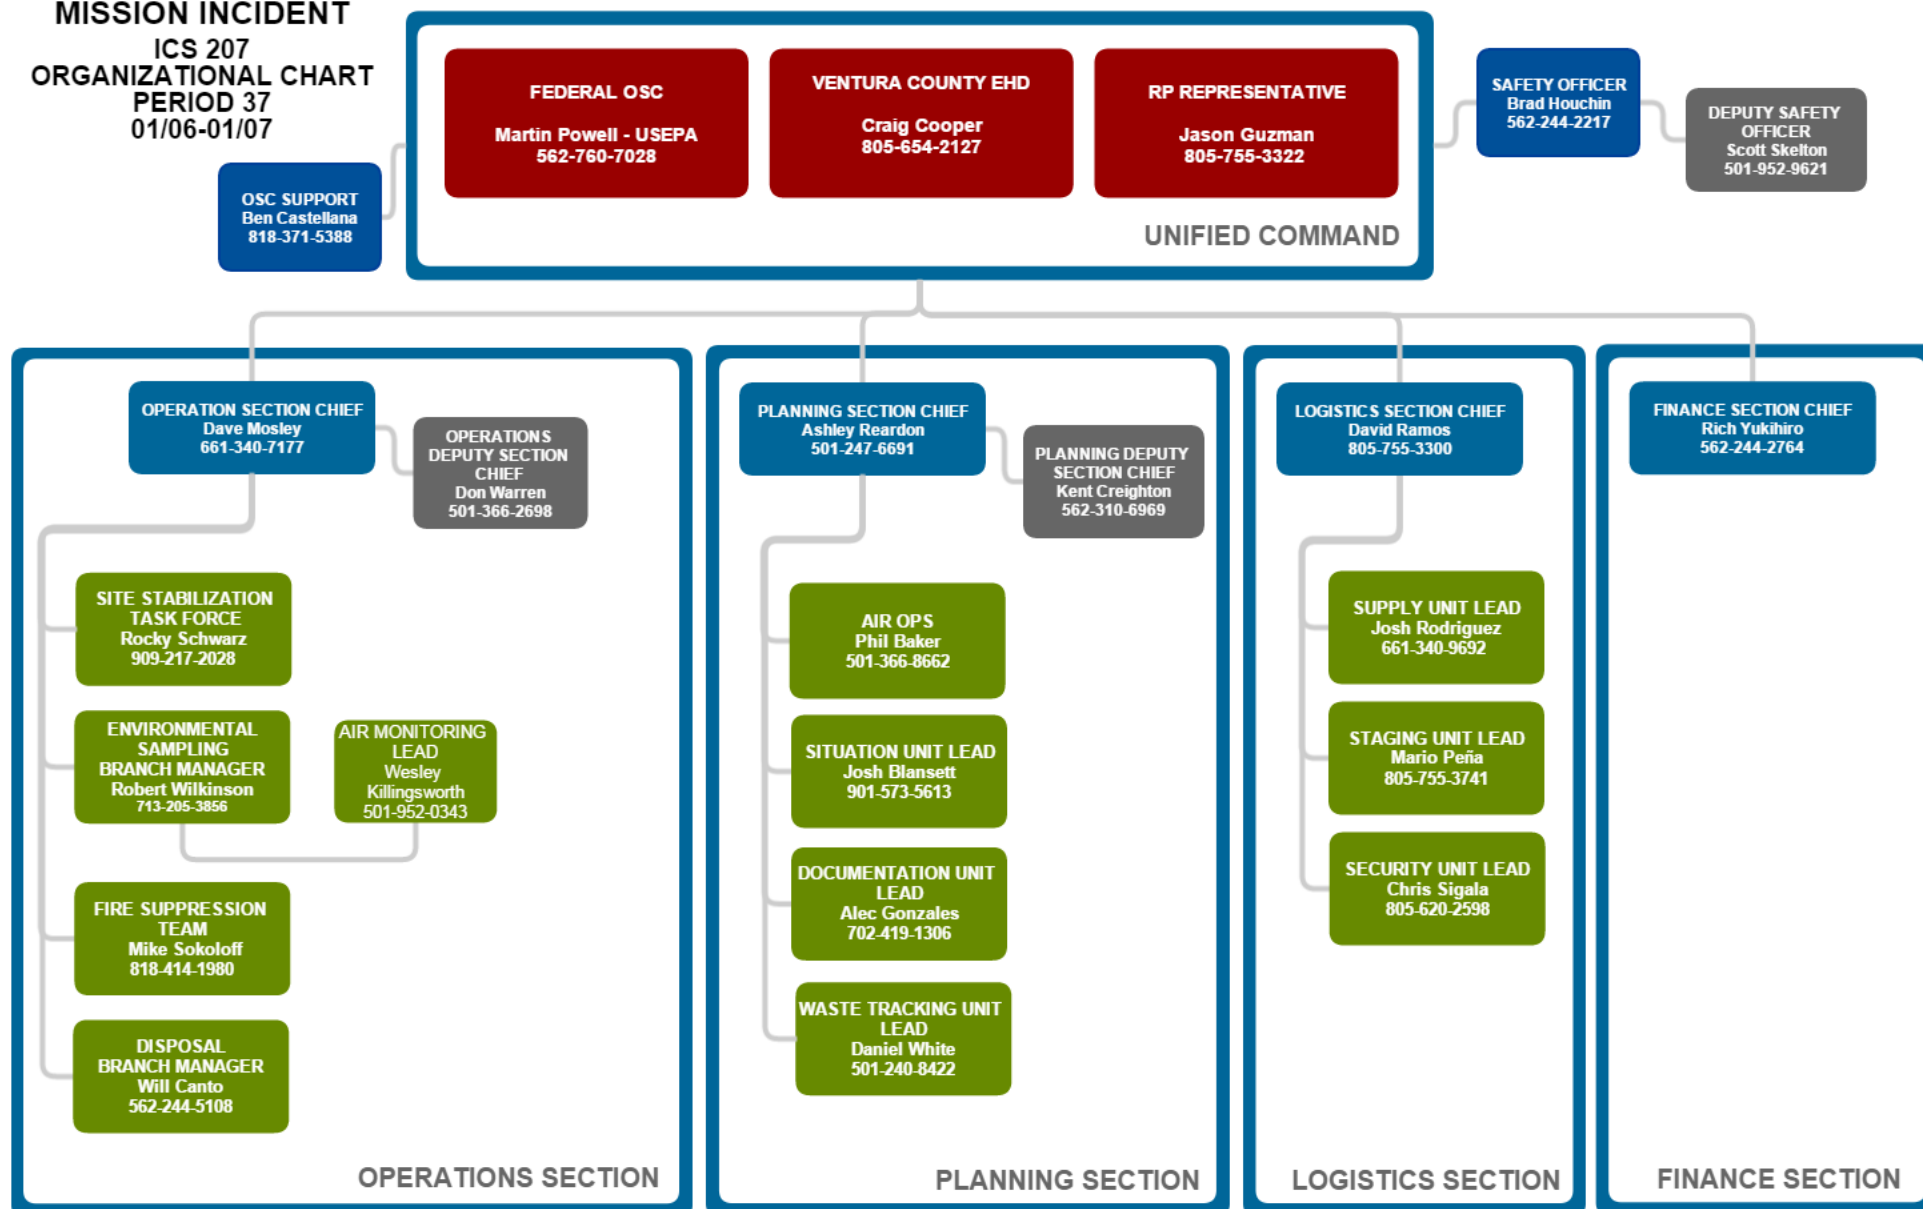 MISSION INCIDENT
ICS 207
ORGANIZATIONAL CHART
PERIOD 37
01/06-01/07
OSC SUPPORT
Ben Castellana
818-371-5388
FEDERAL OSC
Martin Powell - USEPA
562-760-7028
VENTURA COUNTY EHD
Craig Cooper
805-654-2127
RP REPRESENTATIVE
Jason Guzman
805-755-3322
UNIFIED COMMAND
SAFETY OFFICER
Brad Houchin
562-244-2217
DEPUTY SAFETY
OFFICER
Scott Skelton
501-952-9621
OPERATION SECTION CHIEF
Dave Mosley
661-340-7177
OPERATIONS
DEPUTY SECTION
CHIEF
Don Warren
501-366-2698
SITE STABILIZATION
TASK FORCE
Rocky Schwarz
909-217-2028
ENVIRONMENTAL
SAMPLING
BRANCH MANAGER
Robert Wilkinson
713-205-3856
AIR MONITORING
LEAD
Wesley
Killingsworth
501-952-0343
FIRE SUPPRESSION
TEAM
Mike Sokoloff
818-414-1980
DISPOSAL
BRANCH MANAGER
Will Canto
562-244-5108
OPERATIONS SECTION
PLANNING SECTION CHIEF
Ashley Reardon
501-247-6691
PLANNING DEPUTY
SECTION CHIEF
Kent Creighton
562-310-6969
AIR OPS
Phil Baker
501-366-8662
SITUATION UNIT LEAD
Josh Blansett
901-573-5613
DOCUMENTATION UNIT
LEAD
Alec Gonzales
702-419-1306
WASTE TRACKING UNIT
LEAD
Daniel White
501-240-8422
PLANNING SECTION
LOGISTICS SECTION CHIEF
David Ramos
805-755-3300
SUPPLY UNIT LEAD
Josh Rodriguez
661-340-9692
STAGING UNIT LEAD
Mario Peña
805-755-3741
SECURITY UNIT LEAD
Chris Sigala
805-620-2598
LOGISTICS SECTION
FINANCE SECTION CHIEF
Rich Yukihiro
562-244-2764
FINANCE SECTION